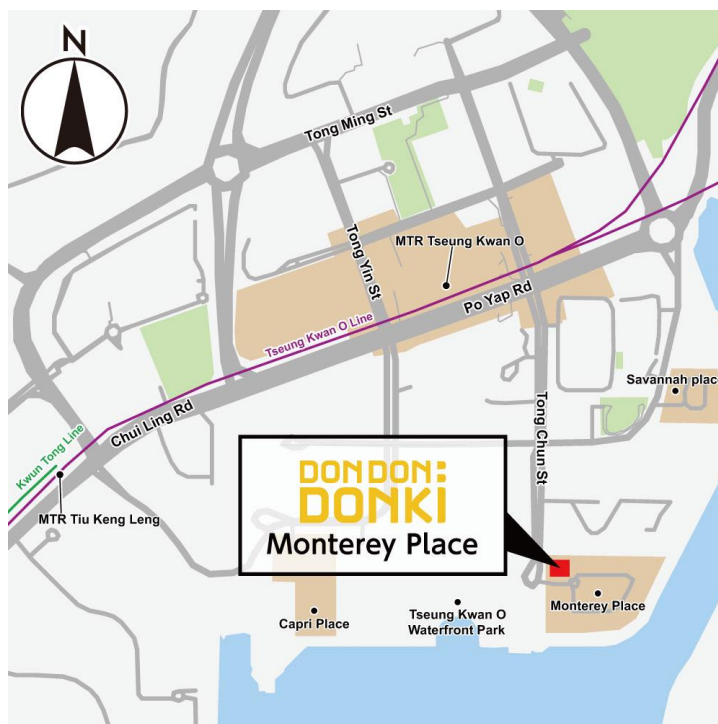 N
Tong Ming St
MTR Tseung Kwan O
Tong Yin St
Po Yap Rd
Tseung Kwan O Line
Savannah place
Chui Ling Rd
Tong Chun St
Kwun Tong Line
MTR Tiu Keng Leng
DON DON:
DONKI
Monterey Place
Capri Place
Tseung Kwan O
Waterfront Park
Monterey Place